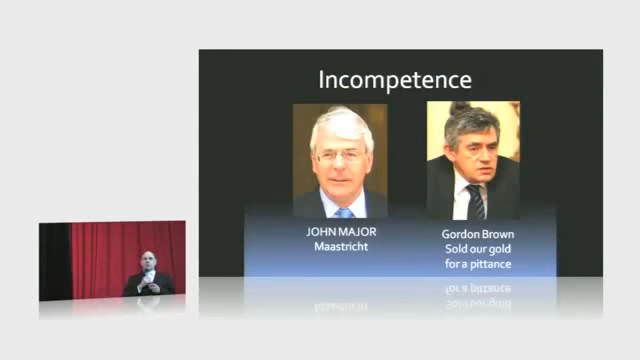 Incompetence
JOHN MAJOR
Maastricht
Gordon Brown
Sold our gold
for a pittance